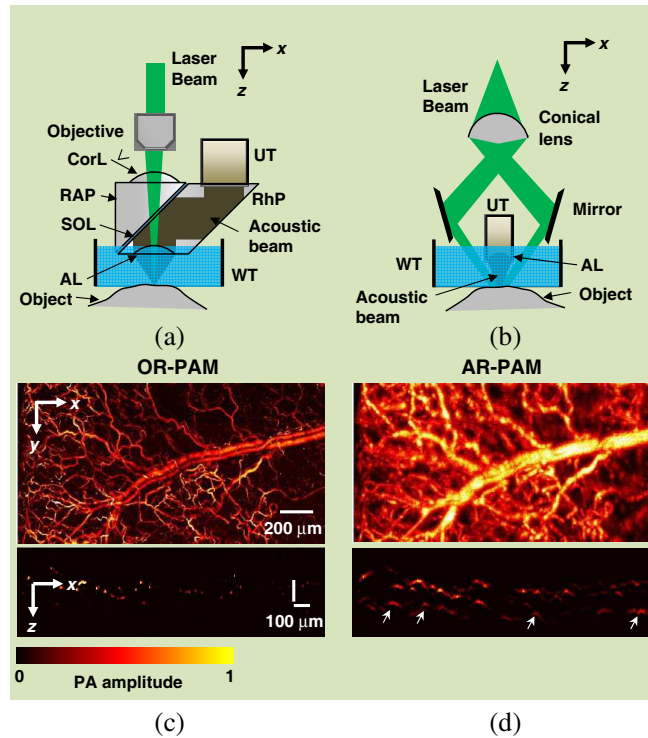 x
z
Laser
Beam
Objective
CorL
UT
RAP
RhP
SOL
Acoustic
beam
AL
WT
Object
(a)
x
z
Laser
Beam
Conical
lens
UT
Mirror
WT
AL
Acoustic
beam
Object
(b)
OR-PAM
AR-PAM
x
y
200 μm
x
z
100 μm
0
1
PA amplitude
(c)
(d)